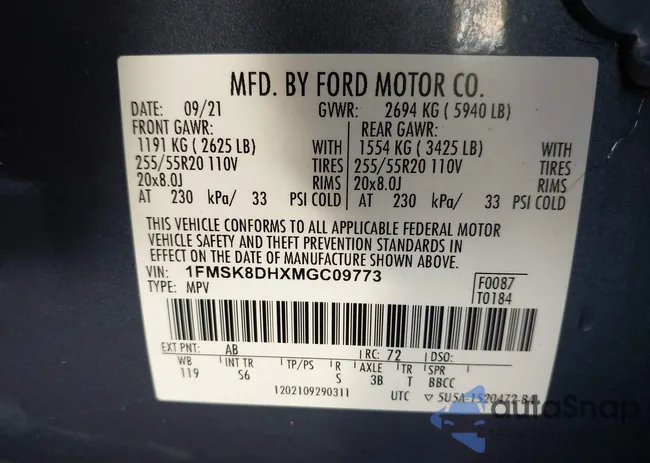 MFD. BY FORD MOTOR CO.
DATE: 09/21 GVWR: 2694 KG ( 5940 LB)
FRONT GAWR: REAR GAWR:
1191 KG ( 2625 LB) WITH 1554 KG ( 3425 LB) WITH
255/55R20 110V TIRES 255/55R20 110V TIRES
20x8.0J RIMS 20x8.0J RIMS
AT 230 kPa/ 33 PSI COLD AT 230 kPa/ 33 PSI COLD
THIS VEHICLE CONFORMS TO ALL APPLICABLE FEDERAL MOTOR
VEHICLE SAFETY AND THEFT PREVENTION STANDARDS IN
EFFECT ON THE DATE OF MANUFACTURE SHOWN ABOVE.
VIN: 1FMSK8DHXMGC09773 F0087
TYPE: MPV T0184
EXT PNT: AB RC: 72 DSO:
WB INT TR TP/PS R AXLE TR SPR
119 S6 S 3B T BBCC
1202109290311 UTC ▽ 5U5A-1520472-BA
autoSnap